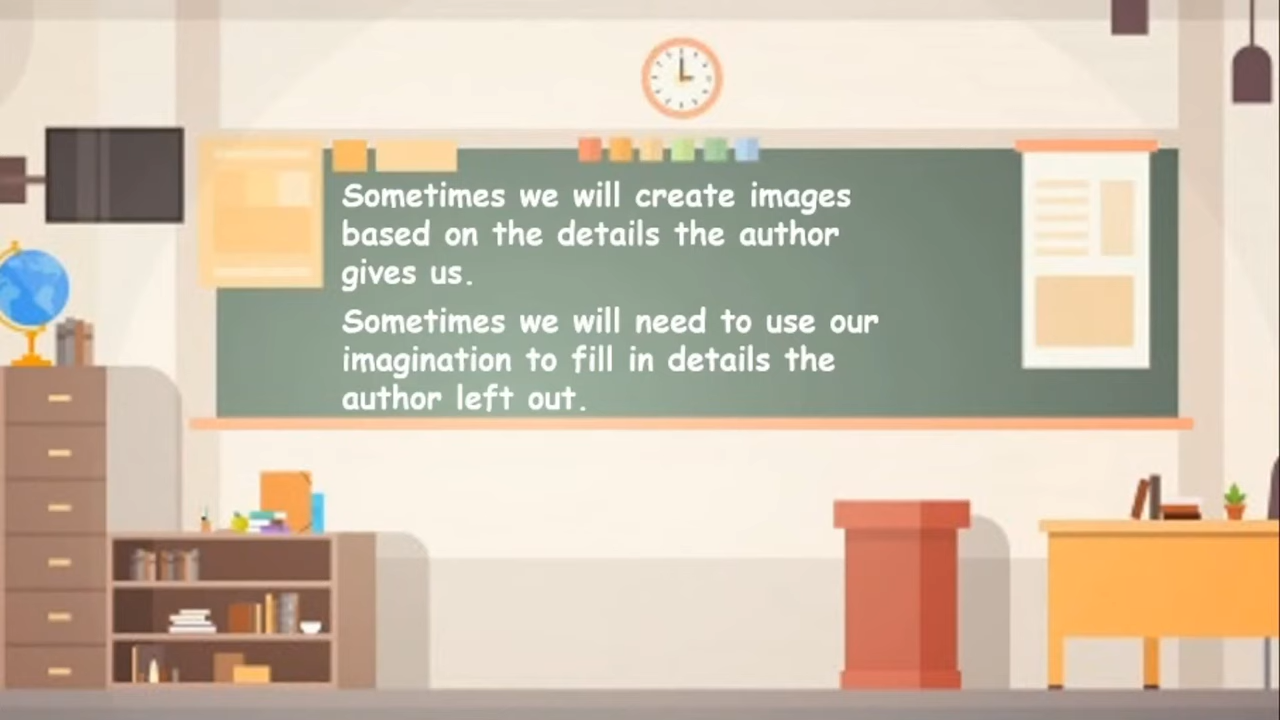 Sometimes we will create images
based on the details the author
gives us.
Sometimes we will need to use our
imagination to fill in details the
author left out.